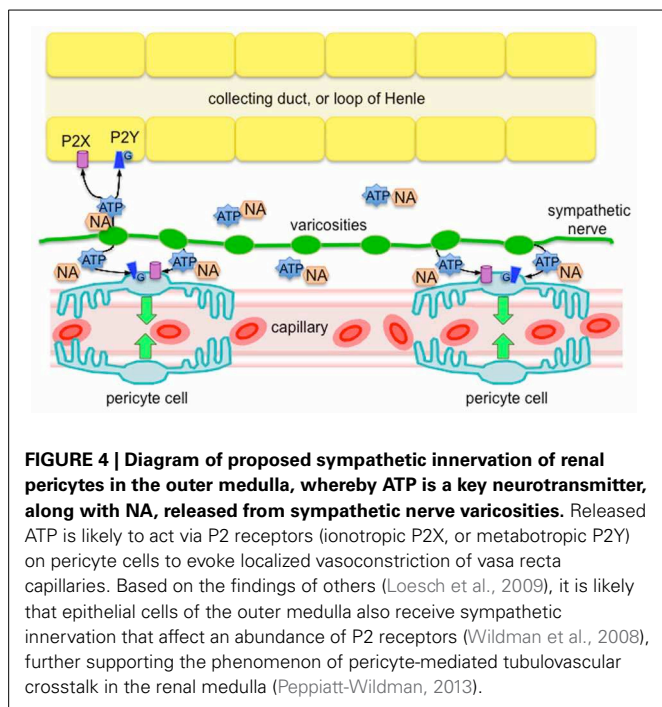 collecting duct, or loop of Henle
P2X P2Y
G
ATP
NA
ATP NA
ATP NA
varicosities
sympathetic
nerve
NA ATP
ATP NA
ATP NA
NA ATP
ATP NA
G
G
capillary
pericyte cell
pericyte cell
FIGURE 4 | Diagram of proposed sympathetic innervation of renal
pericytes in the outer medulla, whereby ATP is a key neurotransmitter,
along with NA, released from sympathetic nerve varicosities. Released
ATP is likely to act via P2 receptors (ionotropic P2X, or metabotropic P2Y)
on pericyte cells to evoke localized vasoconstriction of vasa recta
capillaries. Based on the findings of others (Loesch et al., 2009), it is likely
that epithelial cells of the outer medulla also receive sympathetic
innervation that affect an abundance of P2 receptors (Wildman et al., 2008),
further supporting the phenomenon of pericyte-mediated tubulovascular
crosstalk in the renal medulla (Peppiatt-Wildman, 2013).